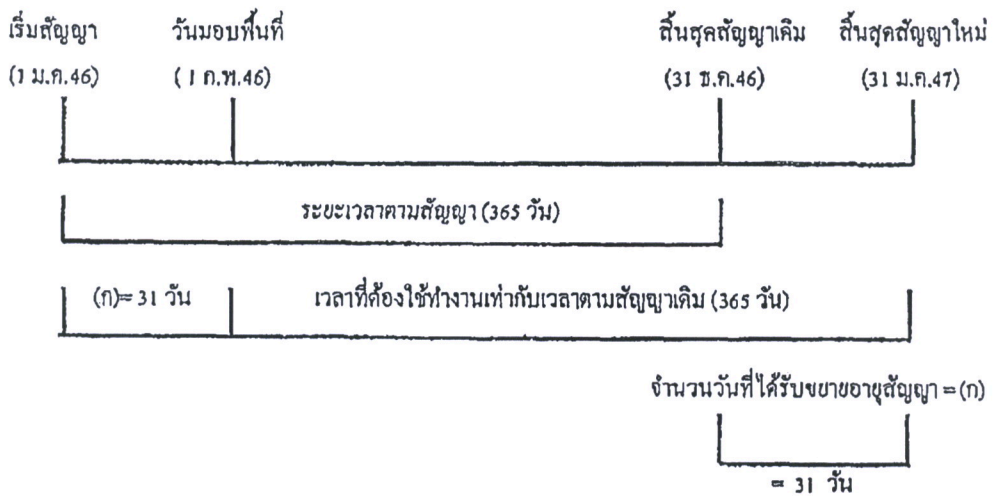 เริ่มสัญญา วันมอบพื้นที่ สิ้นสุดสัญญาเดิม สิ้นสุดสัญญาใหม่
(1 ม.ค.46) (1 ก.พ.46) (31 ธ.ค.46) (31 ม.ค.47)
ระยะเวลาตามสัญญา (365 วัน)
(ก)= 31 วัน เวลาที่ต้องใช้ทำงานเท่ากับเวลาตามสัญญาเดิม (365 วัน)
จำนวนวันที่ได้รับขยายอายุสัญญา = (ก)
= 31 วัน